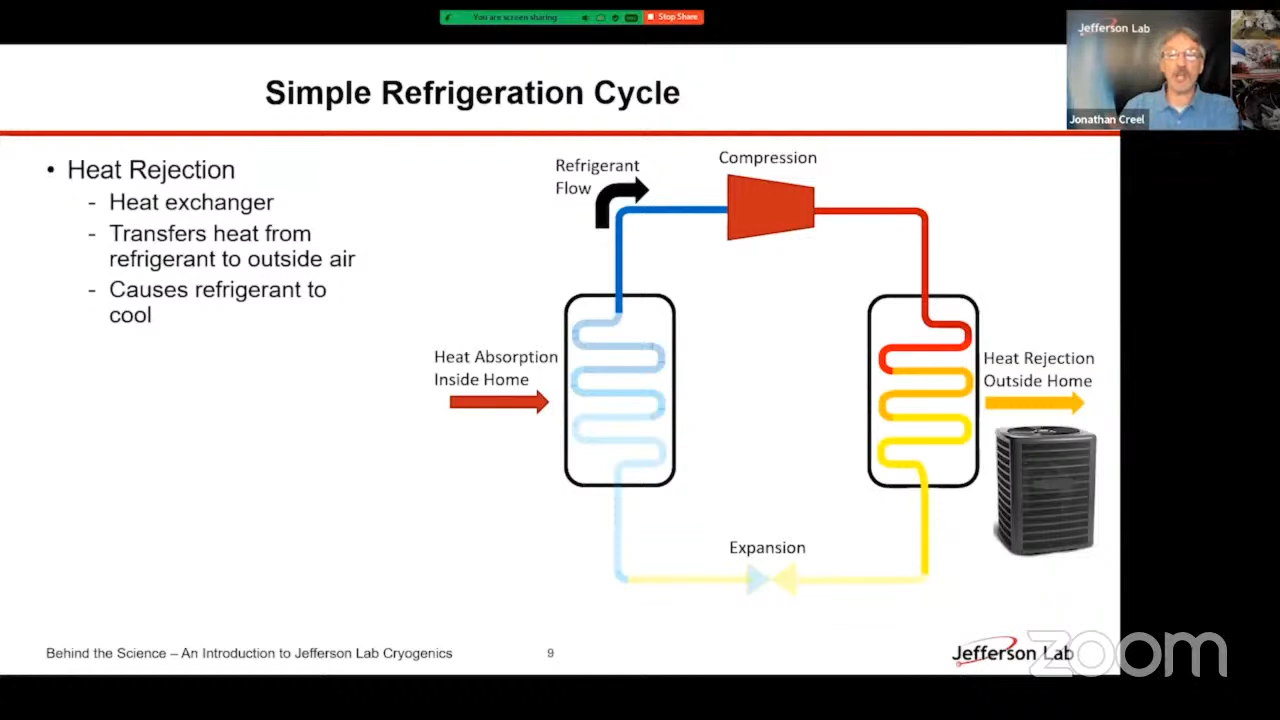 You are screen sharing
Stop Share
Jefferson Lab
Jonathan Creel
Simple Refrigeration Cycle
• Heat Rejection
- Heat exchanger
- Transfers heat from
refrigerant to outside air
- Causes refrigerant to
cool
Refrigerant
Flow
Compression
Heat Absorption
Inside Home
Heat Rejection
Outside Home
Expansion
Behind the Science – An Introduction to Jefferson Lab Cryogenics
9
Jefferson Lab
zoom